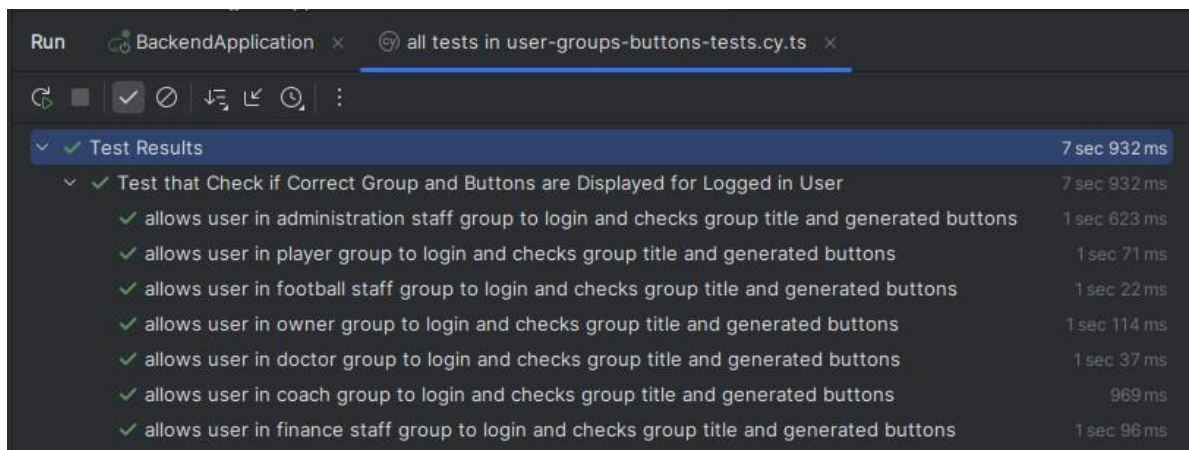 Run BackendApplication × all tests in user-groups-buttons-tests.cy.ts ×
Test Results 7 sec 932 ms
Test that Check if Correct Group and Buttons are Displayed for Logged in User 7 sec 932 ms
allows user in administration staff group to login and checks group title and generated buttons 1 sec 623 ms
allows user in player group to login and checks group title and generated buttons 1 sec 71 ms
allows user in football staff group to login and checks group title and generated buttons 1 sec 22 ms
allows user in owner group to login and checks group title and generated buttons 1 sec 114 ms
allows user in doctor group to login and checks group title and generated buttons 1 sec 37 ms
allows user in coach group to login and checks group title and generated buttons 969 ms
allows user in finance staff group to login and checks group title and generated buttons 1 sec 96 ms